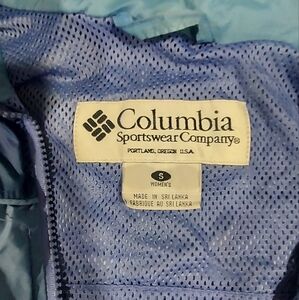 Columbia
Sportswear Company®
PORTLAND, OREGON U.S.A.
S
WOMEN'S
MADE IN SRI LANKA
FABRIQUE AU SRI LANKA